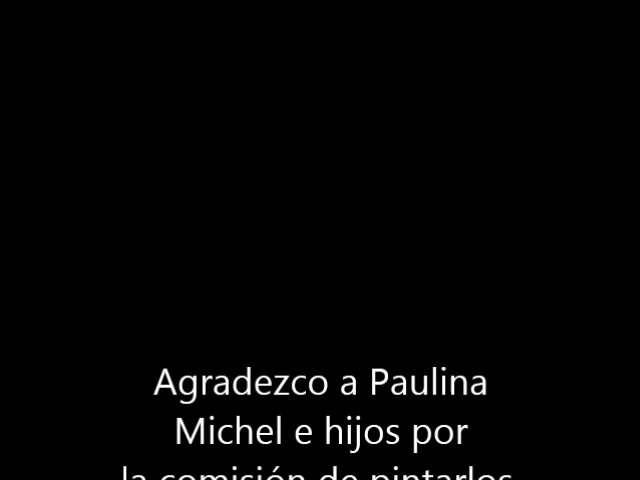 Agradezco a Paulina
Michel e hijos por
la comisión de pintarlos